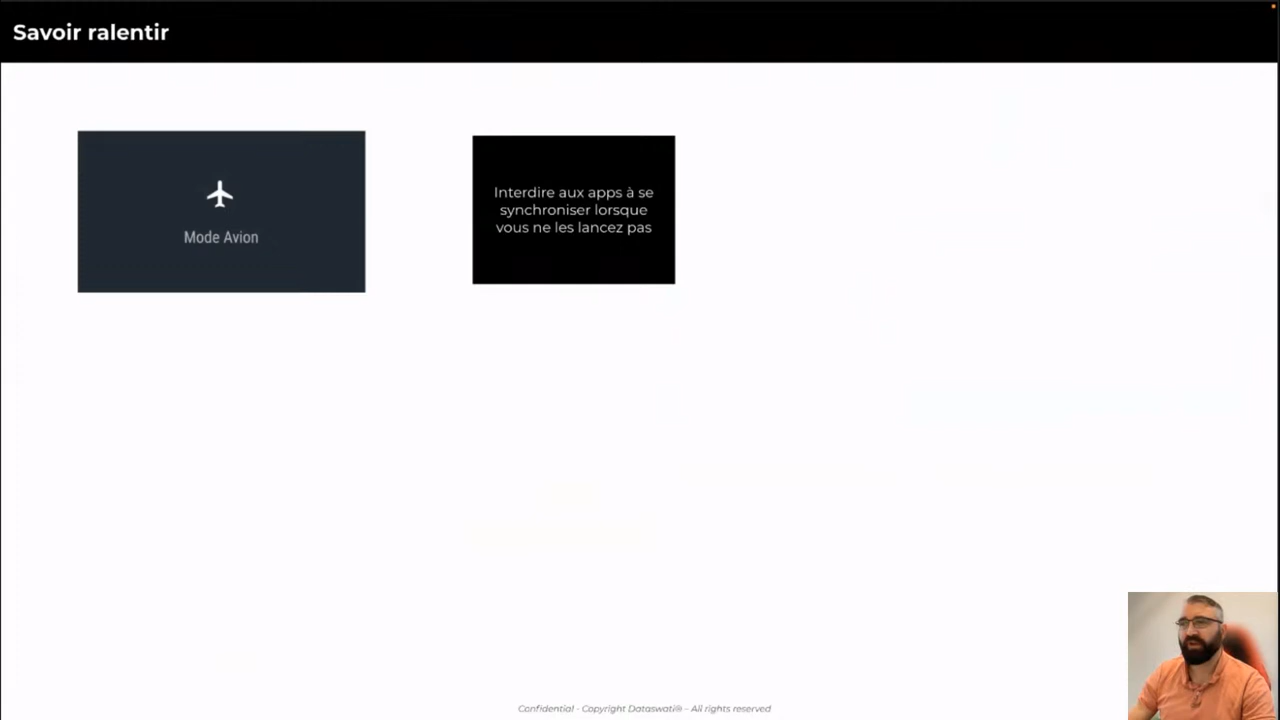 Savoir ralentir
Mode Avion
Interdire aux apps à se
synchroniser lorsque
vous ne les lancez pas
Confidential - Copyright Dataswati® – All rights reserved